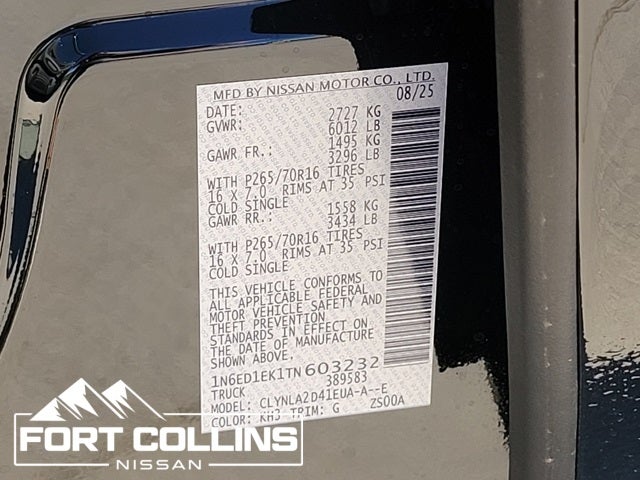 MFD BY NISSAN MOTOR CO., LTD.
DATE: 08/25
GVWR: 2727 KG
6012 LB
GAWR FR.: 1495 KG
3296 LB
WITH P265/70R16 TIRES
16 X 7.0 RIMS AT 35 PSI
COLD SINGLE
GAWR RR.: 1558 KG
3434 LB
WITH P265/70R16 TIRES
16 X 7.0 RIMS AT 35 PSI
COLD SINGLE
THIS VEHICLE CONFORMS TO
ALL APPLICABLE FEDERAL
MOTOR VEHICLE SAFETY AND
THEFT PREVENTION
STANDARDS IN EFFECT ON
THE DATE OF MANUFACTURE
SHOWN ABOVE.
1N6ED1EK1TN603232
TRUCK 389583
MODEL: CLYNLA2D41EUA-A--E
COLOR: KH3 TRIM: G ZS00A
FORT COLLINS
NISSAN